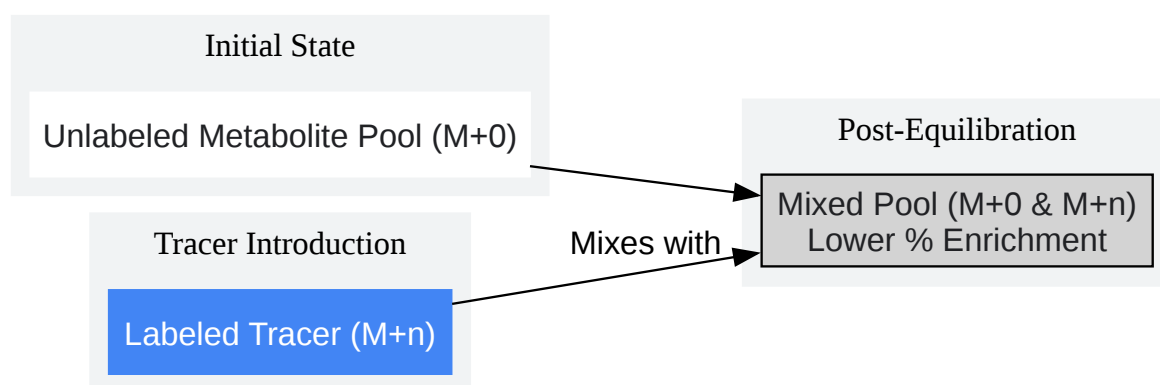 Initial State
Unlabeled Metabolite Pool (M+0)
Tracer Introduction
Labeled Tracer (M+n)
Mixes with
Post-Equilibration
Mixed Pool (M+0 & M+n)
Lower % Enrichment